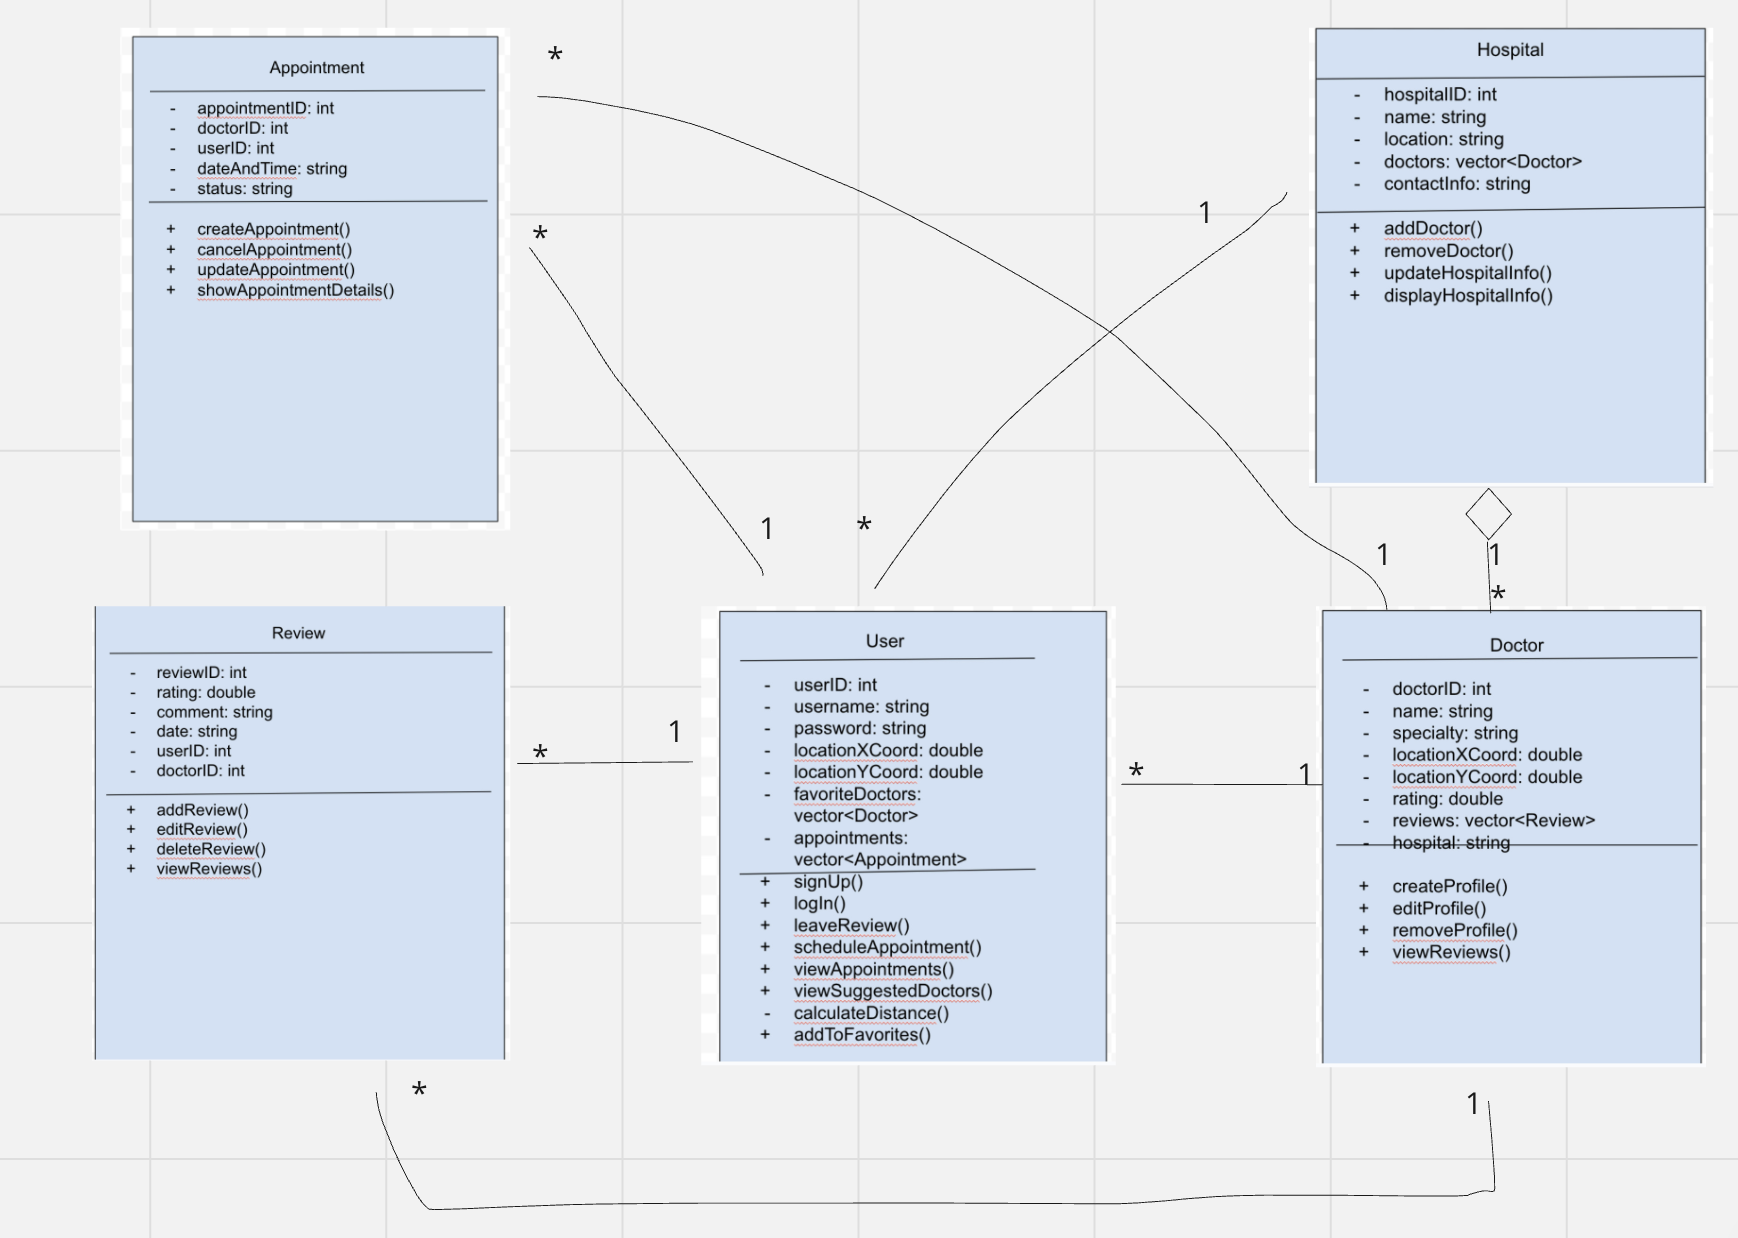 Appointment
- appointmentID: int
- doctorID: int
- userID: int
- dateAndTime: string
- status: string
+ createAppointment()
+ cancelAppointment()
+ updateAppointment()
+ showAppointmentDetails()
*
*
Hospital
- hospitalID: int
- name: string
- location: string
- doctors: vector<Doctor>
- contactInfo: string
+ addDoctor()
+ removeDoctor()
+ updateHospitalInfo()
+ displayHospitalInfo()
1
1
*
1
1
*
Review
- reviewID: int
- rating: double
- comment: string
- date: string
- userID: int
- doctorID: int
+ addReview()
+ editReview()
+ deleteReview()
+ viewReviews()
*
1
User
- userID: int
- username: string
- password: string
- locationXCoord: double
- locationYCoord: double
- favoriteDoctors:
vector<Doctor>
- appointments:
vector<Appointment>
+ signUp()
+ logIn()
+ leaveReview()
+ scheduleAppointment()
+ viewAppointments()
+ viewSuggestedDoctors()
- calculateDistance()
+ addToFavorites()
*
1
Doctor
- doctorID: int
- name: string
- specialty: string
- locationXCoord: double
- locationYCoord: double
- rating: double
- reviews: vector<Review>
- hospital: string
+ createProfile()
+ editProfile()
+ removeProfile()
+ viewReviews()
*
1